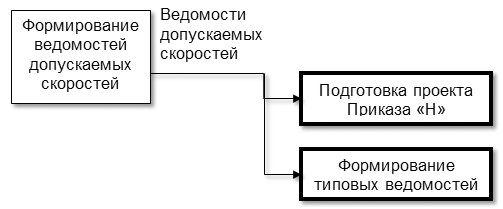 Формирование
ведомостей
допускаемых
скоростей
Ведомости
допускаемых
скоростей
Подготовка проекта
Приказа «Н»
Формирование
типовых ведомостей